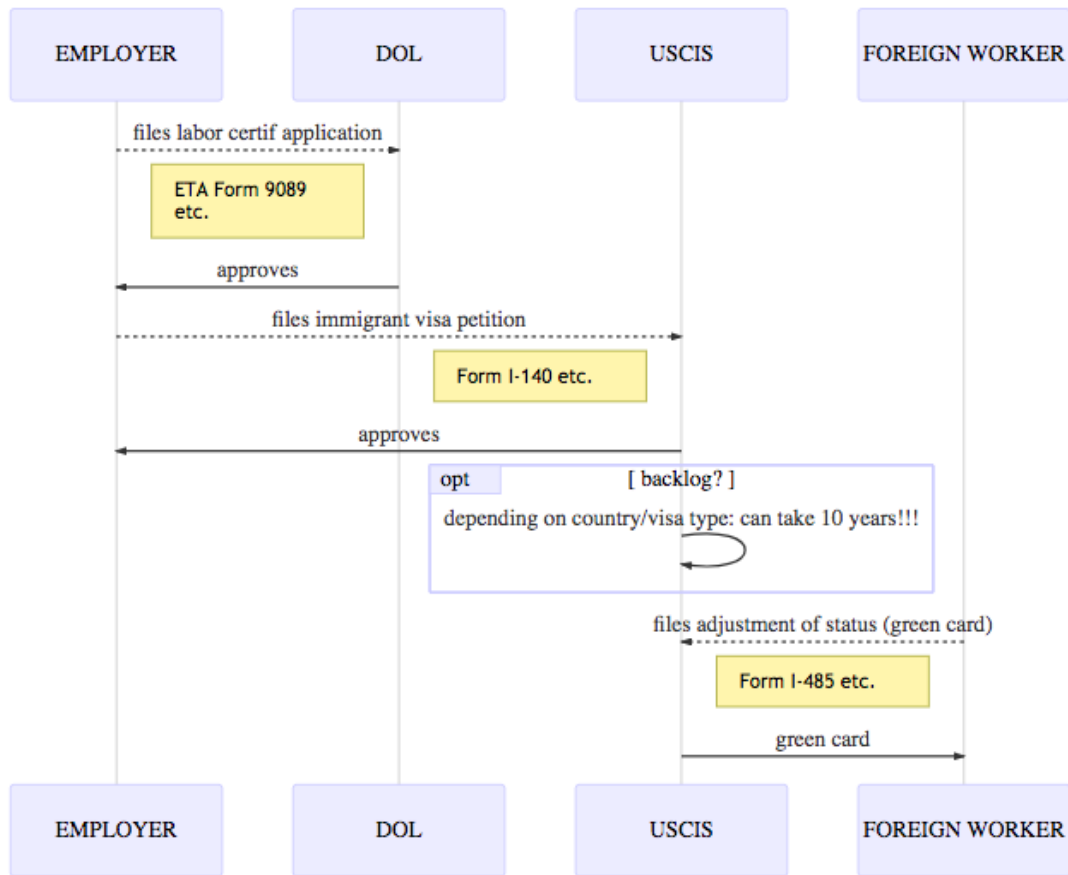 EMPLOYER DOL USCIS FOREIGN WORKER
files labor certif application
ETA Form 9089
etc.
approves
files immigrant visa petition
Form I-140 etc.
approves
opt [ backlog? ]
depending on country/visa type: can take 10 years!!!
files adjustment of status (green card)
Form I-485 etc.
green card
EMPLOYER DOL USCIS FOREIGN WORKER